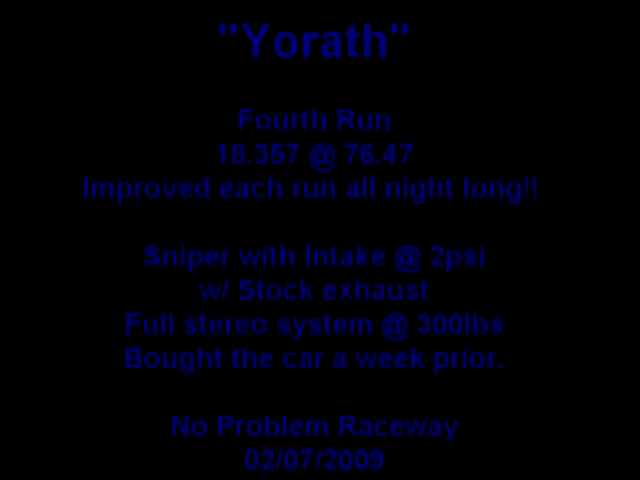 "Yorath"
Fourth Run
18.357 @ 76.47
Improved each run all night long!!
Sniper with Intake @ 2psi
w/ Stock exhaust
Full stereo system @ 300lbs
Bought the car a week prior.
No Problem Raceway
02/07/2009